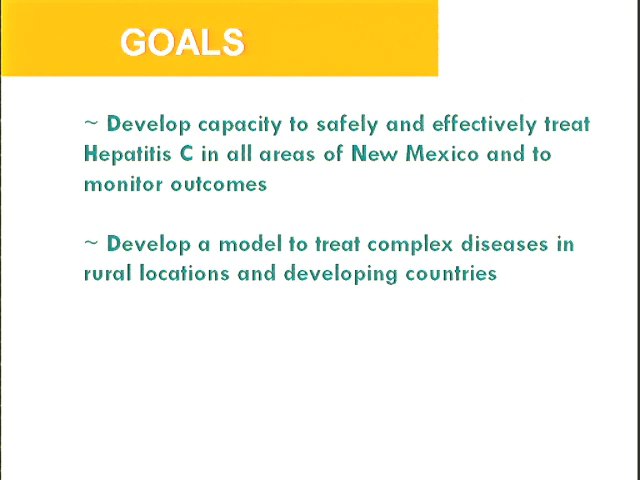 GOALS
~ Develop capacity to safely and effectively treat
Hepatitis C in all areas of New Mexico and to
monitor outcomes
~ Develop a model to treat complex diseases in
rural locations and developing countries